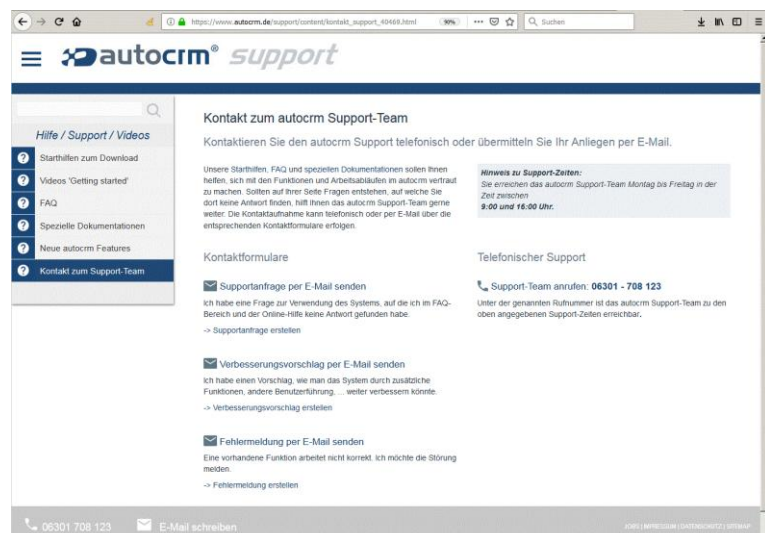 https://www.autocrm.de/support/content/kontakt_support_40469.html
90%
Suchen
autocrm® support
Hilfe / Support / Videos
Starthilfen zum Download
Videos 'Getting started'
FAQ
Spezielle Dokumentationen
Neue autocrm Features
Kontakt zum Support-Team
Kontakt zum autocrm Support-Team
Kontaktieren Sie den autocrm Support telefonisch oder übermitteln Sie Ihr Anliegen per E-Mail.
Unsere Starthilfen, FAQ und speziellen Dokumentationen sollen Ihnen
helfen, sich mit den Funktionen und Arbeitsabläufen im autocrm vertraut
zu machen. Sollten auf Ihrer Seite Fragen entstehen, auf welche Sie
dort keine Antwort finden, hilft Ihnen das autocrm Support-Team gerne
weiter. Die Kontaktaufnahme kann telefonisch oder per E-Mail über die
entsprechenden Kontaktformulare erfolgen.
Hinweis zu Support-Zeiten:
Sie erreichen das autocrm Support-Team Montag bis Freitag in der
Zeit zwischen
9:00 und 16:00 Uhr.
Kontaktformulare
Supportanfrage per E-Mail senden
Ich habe eine Frage zur Verwendung des Systems, auf die ich im FAQ-
Bereich und der Online-Hilfe keine Antwort gefunden habe.
-> Supportanfrage erstellen
Verbesserungsvorschlag per E-Mail senden
Ich habe einen Vorschlag, wie man das System durch zusätzliche
Funktionen, andere Benutzerführung, ... weiter verbessern könnte.
-> Verbesserungsvorschlag erstellen
Fehlermeldung per E-Mail senden
Eine vorhandene Funktion arbeitet nicht korrekt. Ich möchte die Störung
melden.
-> Fehlermeldung erstellen
Telefonischer Support
Support-Team anrufen: 06301 - 708 123
Unter der genannten Rufnummer ist das autocrm Support-Team zu den
oben angegebenen Support-Zeiten erreichbar.
06301 708 123
E-Mail schreiben
JOBS | IMPRESSUM | DATENSCHUTZ | SITEMAP